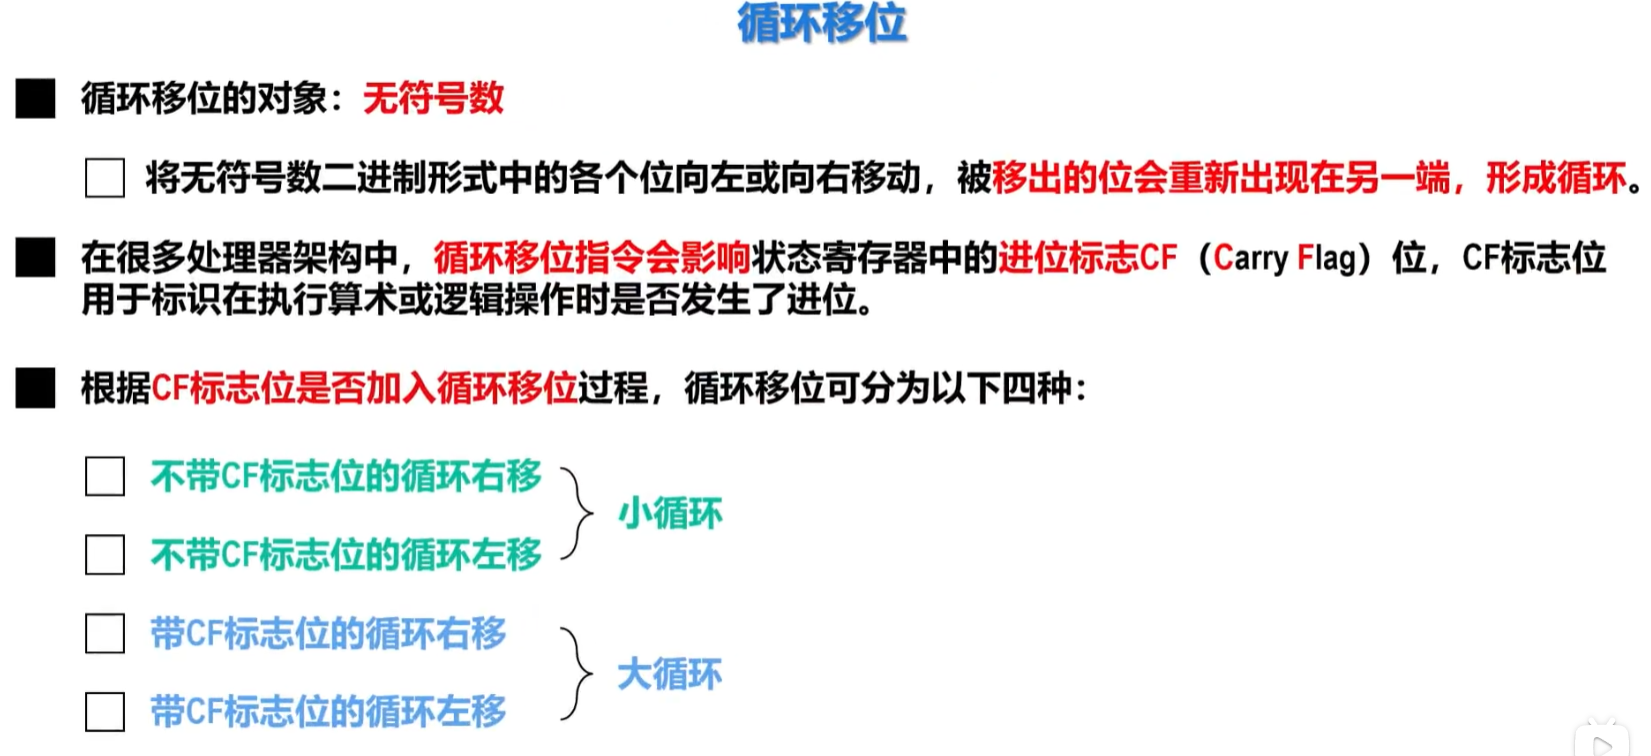 循环移位
循环移位的对象：无符号数
将无符号数二进制形式中的各个位向左或向右移动，被移出的位会重新出现在另一端，形成循环。
在很多处理器架构中，循环移位指令会影响状态寄存器中的进位标志CF（Carry Flag）位，CF标志位
用于标识在执行算术或逻辑操作时是否发生了进位。
根据CF标志位是否加入循环移位过程，循环移位可分为以下四种：
不带CF标志位的循环右移
小循环
不带CF标志位的循环左移
带CF标志位的循环右移
大循环
带CF标志位的循环左移